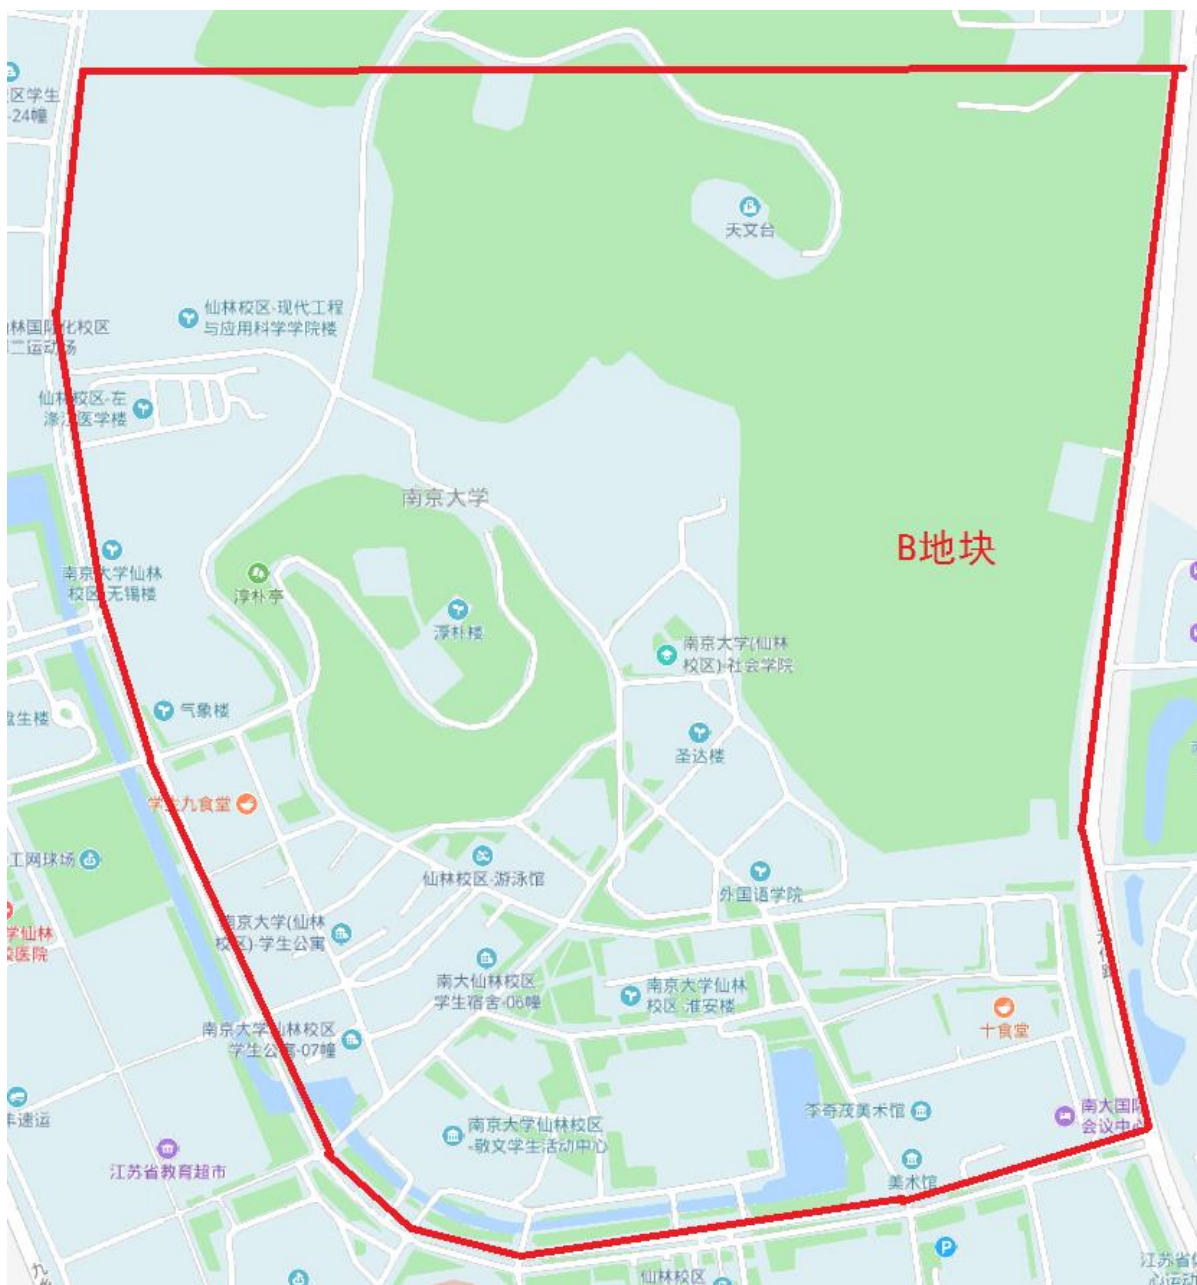 区学生
-24幢
天文台
仙林校区-现代工程
与应用科学学院楼
林国际化校区
二运动场
仙林校区-左
涤江医学楼
南京大学
B地块
南京大学仙林
校区-无锡楼
淳朴亭
淳朴楼
南京大学(仙林
校区)-社会学院
气象楼
圣达楼
学生九食堂
工网球场
仙林校区-游泳馆
外国语学院
南京大学(仙林
校区)-学生公寓
学仙林
校医院
南大仙林校区
学生宿舍-06幢
南京大学仙林
校区-淮安楼
十食堂
南京大学仙林校区
学生公寓-07幢
李奇茂美术馆
南大国际
会议中心
南京大学仙林校区
-敬文学生活动中心
江苏省教育超市
美术馆
P
仙林校区